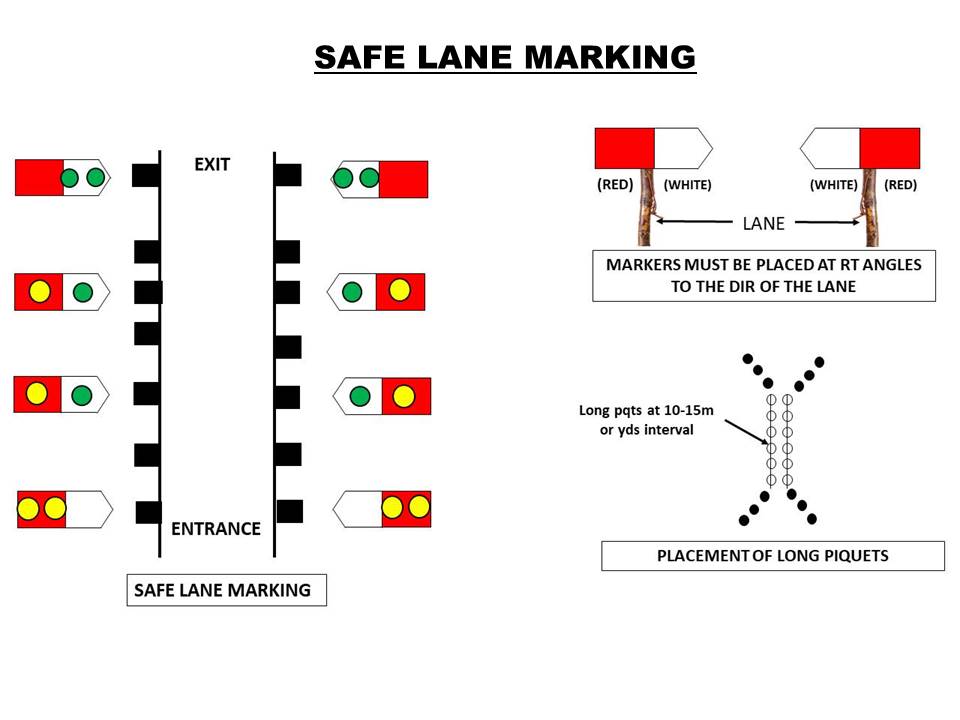 SAFE LANE MARKING
EXIT
ENTRANCE
SAFE LANE MARKING
(RED) (WHITE) (WHITE) (RED)
LANE
MARKERS MUST BE PLACED AT RT ANGLES
TO THE DIR OF THE LANE
Long pqts at 10-15m
or yds interval
PLACEMENT OF LONG PIQUETS